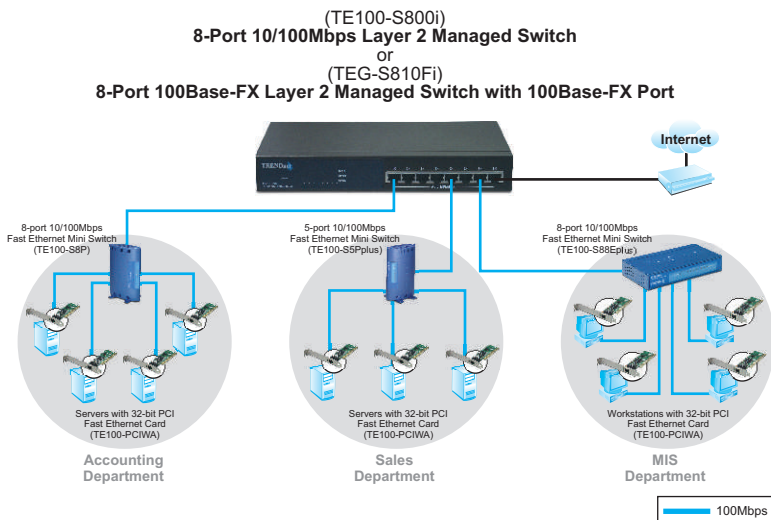 (TE100-S800i)
8-Port 10/100Mbps Layer 2 Managed Switch
or
(TEG-S810Fi)
8-Port 100Base-FX Layer 2 Managed Switch with 100Base-FX Port
TRENDnet
Internet
8-port 10/100Mbps
Fast Ethernet Mini Switch
(TE100-S8P)
5-port 10/100Mbps
Fast Ethernet Mini Switch
(TE100-S5Pplus)
8-port 10/100Mbps
Fast Ethernet Mini Switch
(TE100-S88Eplus)
Servers with 32-bit PCI
Fast Ethernet Card
(TE100-PCIWA)
Servers with 32-bit PCI
Fast Ethernet Card
(TE100-PCIWA)
Workstations with 32-bit PCI
Fast Ethernet Card
(TE100-PCIWA)
Accounting
Department
Sales
Department
MIS
Department
100Mbps